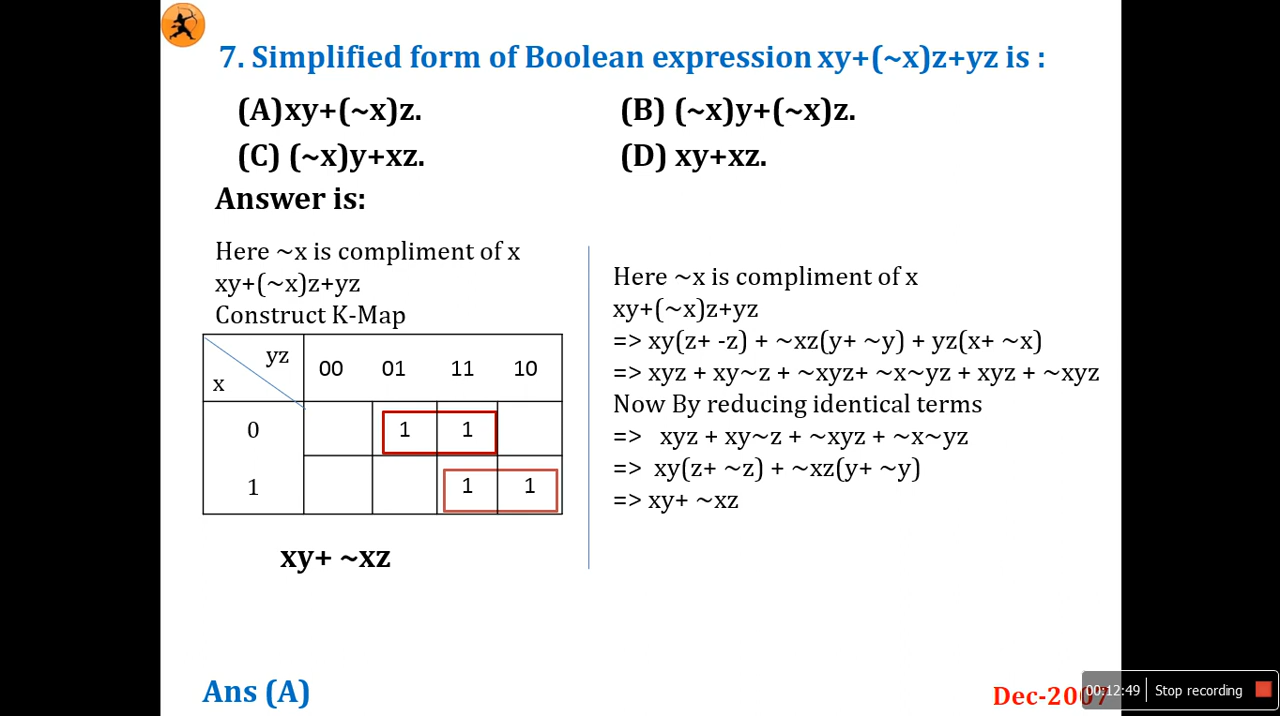 7. Simplified form of Boolean expression xy+(~x)z+yz is :
(A)xy+(~x)z. (B) (~x)y+(~x)z.
(C) (~x)y+xz. (D) xy+xz.
Answer is:
Here ~x is compliment of x
xy+(~x)z+yz
Construct K-Map
yz
x
00 01 11 10
0 1 1
1 1 1
xy+ ~xz
Here ~x is compliment of x
xy+(~x)z+yz
=> xy(z+ -z) + ~xz(y+ ~y) + yz(x+ ~x)
=> xyz + xy~z + ~xyz+ ~x~yz + xyz + ~xyz
Now By reducing identical terms
=> xyz + xy~z + ~xyz + ~x~yz
=> xy(z+ ~z) + ~xz(y+ ~y)
=> xy+ ~xz
Ans (A)
Dec-2007
00:12:49 Stop recording